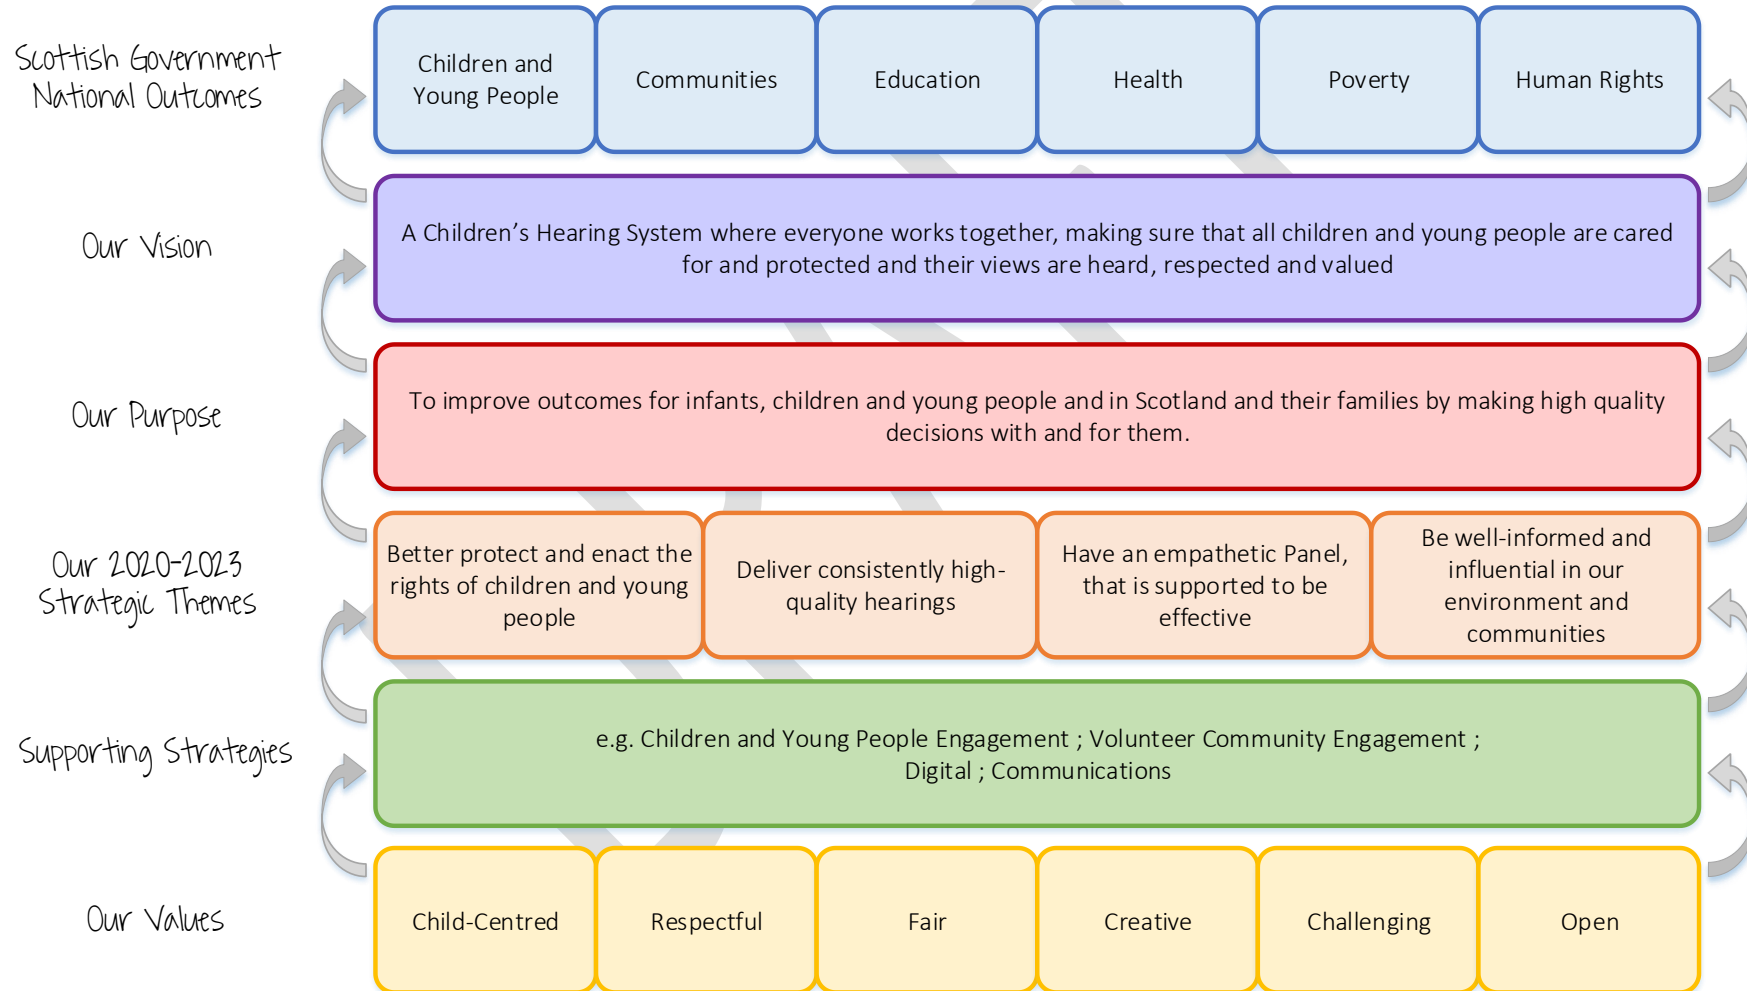 Scottish Government
National Outcomes
Children and
Young People
Communities
Education
Health
Poverty
Human Rights
Our Vision
A Children’s Hearing System where everyone works together, making sure that all children and young people are cared
for and protected and their views are heard, respected and valued
Our Purpose
To improve outcomes for infants, children and young people and in Scotland and their families by making high quality
decisions with and for them.
Our 2020-2023
Strategic Themes
Better protect and enact the
rights of children and young
people
Deliver consistently high-
quality hearings
Have an empathetic Panel,
that is supported to be
effective
Be well-informed and
influential in our
environment and
communities
Supporting Strategies
e.g. Children and Young People Engagement ; Volunteer Community Engagement ;
Digital ; Communications
Our Values
Child-Centred
Respectful
Fair
Creative
Challenging
Open